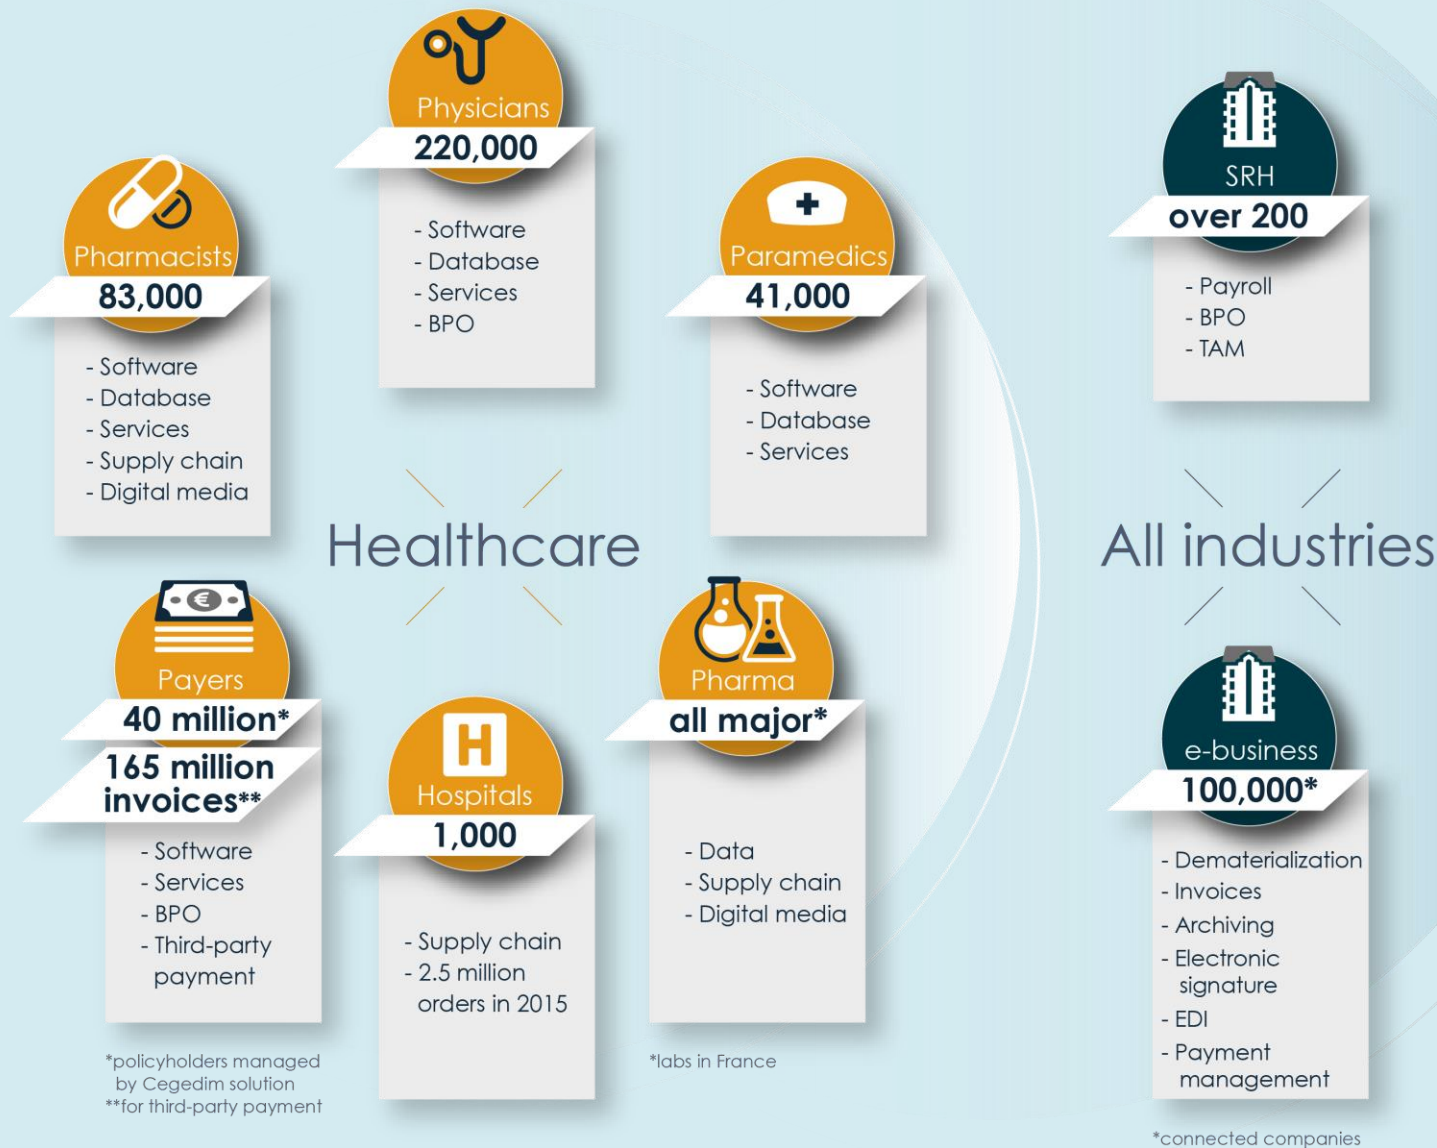 Physicians
220,000
- Software
- Database
- Services
- BPO
Pharmacists
83,000
- Software
- Database
- Services
- Supply chain
- Digital media
Paramedics
41,000
- Software
- Database
- Services
Healthcare
Payers
40 million*
165 million
invoices**
- Software
- Services
- BPO
- Third-party
payment
*policyholders managed
by Cegedim solution
**for third-party payment
H
Hospitals
1,000
- Supply chain
- 2.5 million
orders in 2015
Pharma
all major*
- Data
- Supply chain
- Digital media
*labs in France
SRH
over 200
- Payroll
- BPO
- TAM
All industries
e-business
100,000*
- Dematerialization
- Invoices
- Archiving
- Electronic
signature
- EDI
- Payment
management
*connected companies